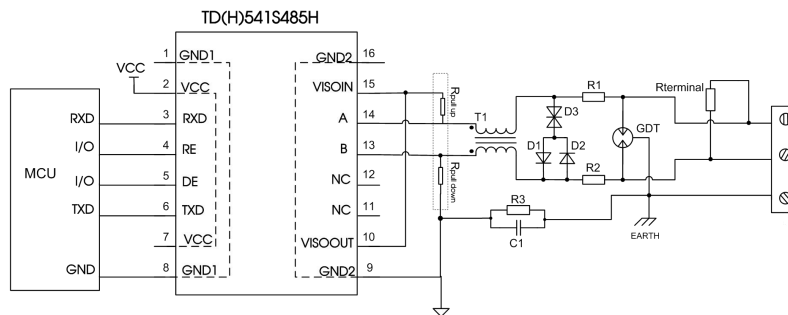 TD(H)541S485H
MCU
RXD
I/O
I/O
TXD
GND
VCC
1
2
3
4
5
6
7
8
GND1
VCC
RXD
RE
DE
TXD
VCC
GND1
GND2
VISOIN
A
B
NC
NC
VISOOUT
GND2
16
15
14
13
12
11
10
9
Rpull up
Rpull down
T1
D3
D1
D2
R1
R2
GDT
Rterminal
R3
C1
EARTH